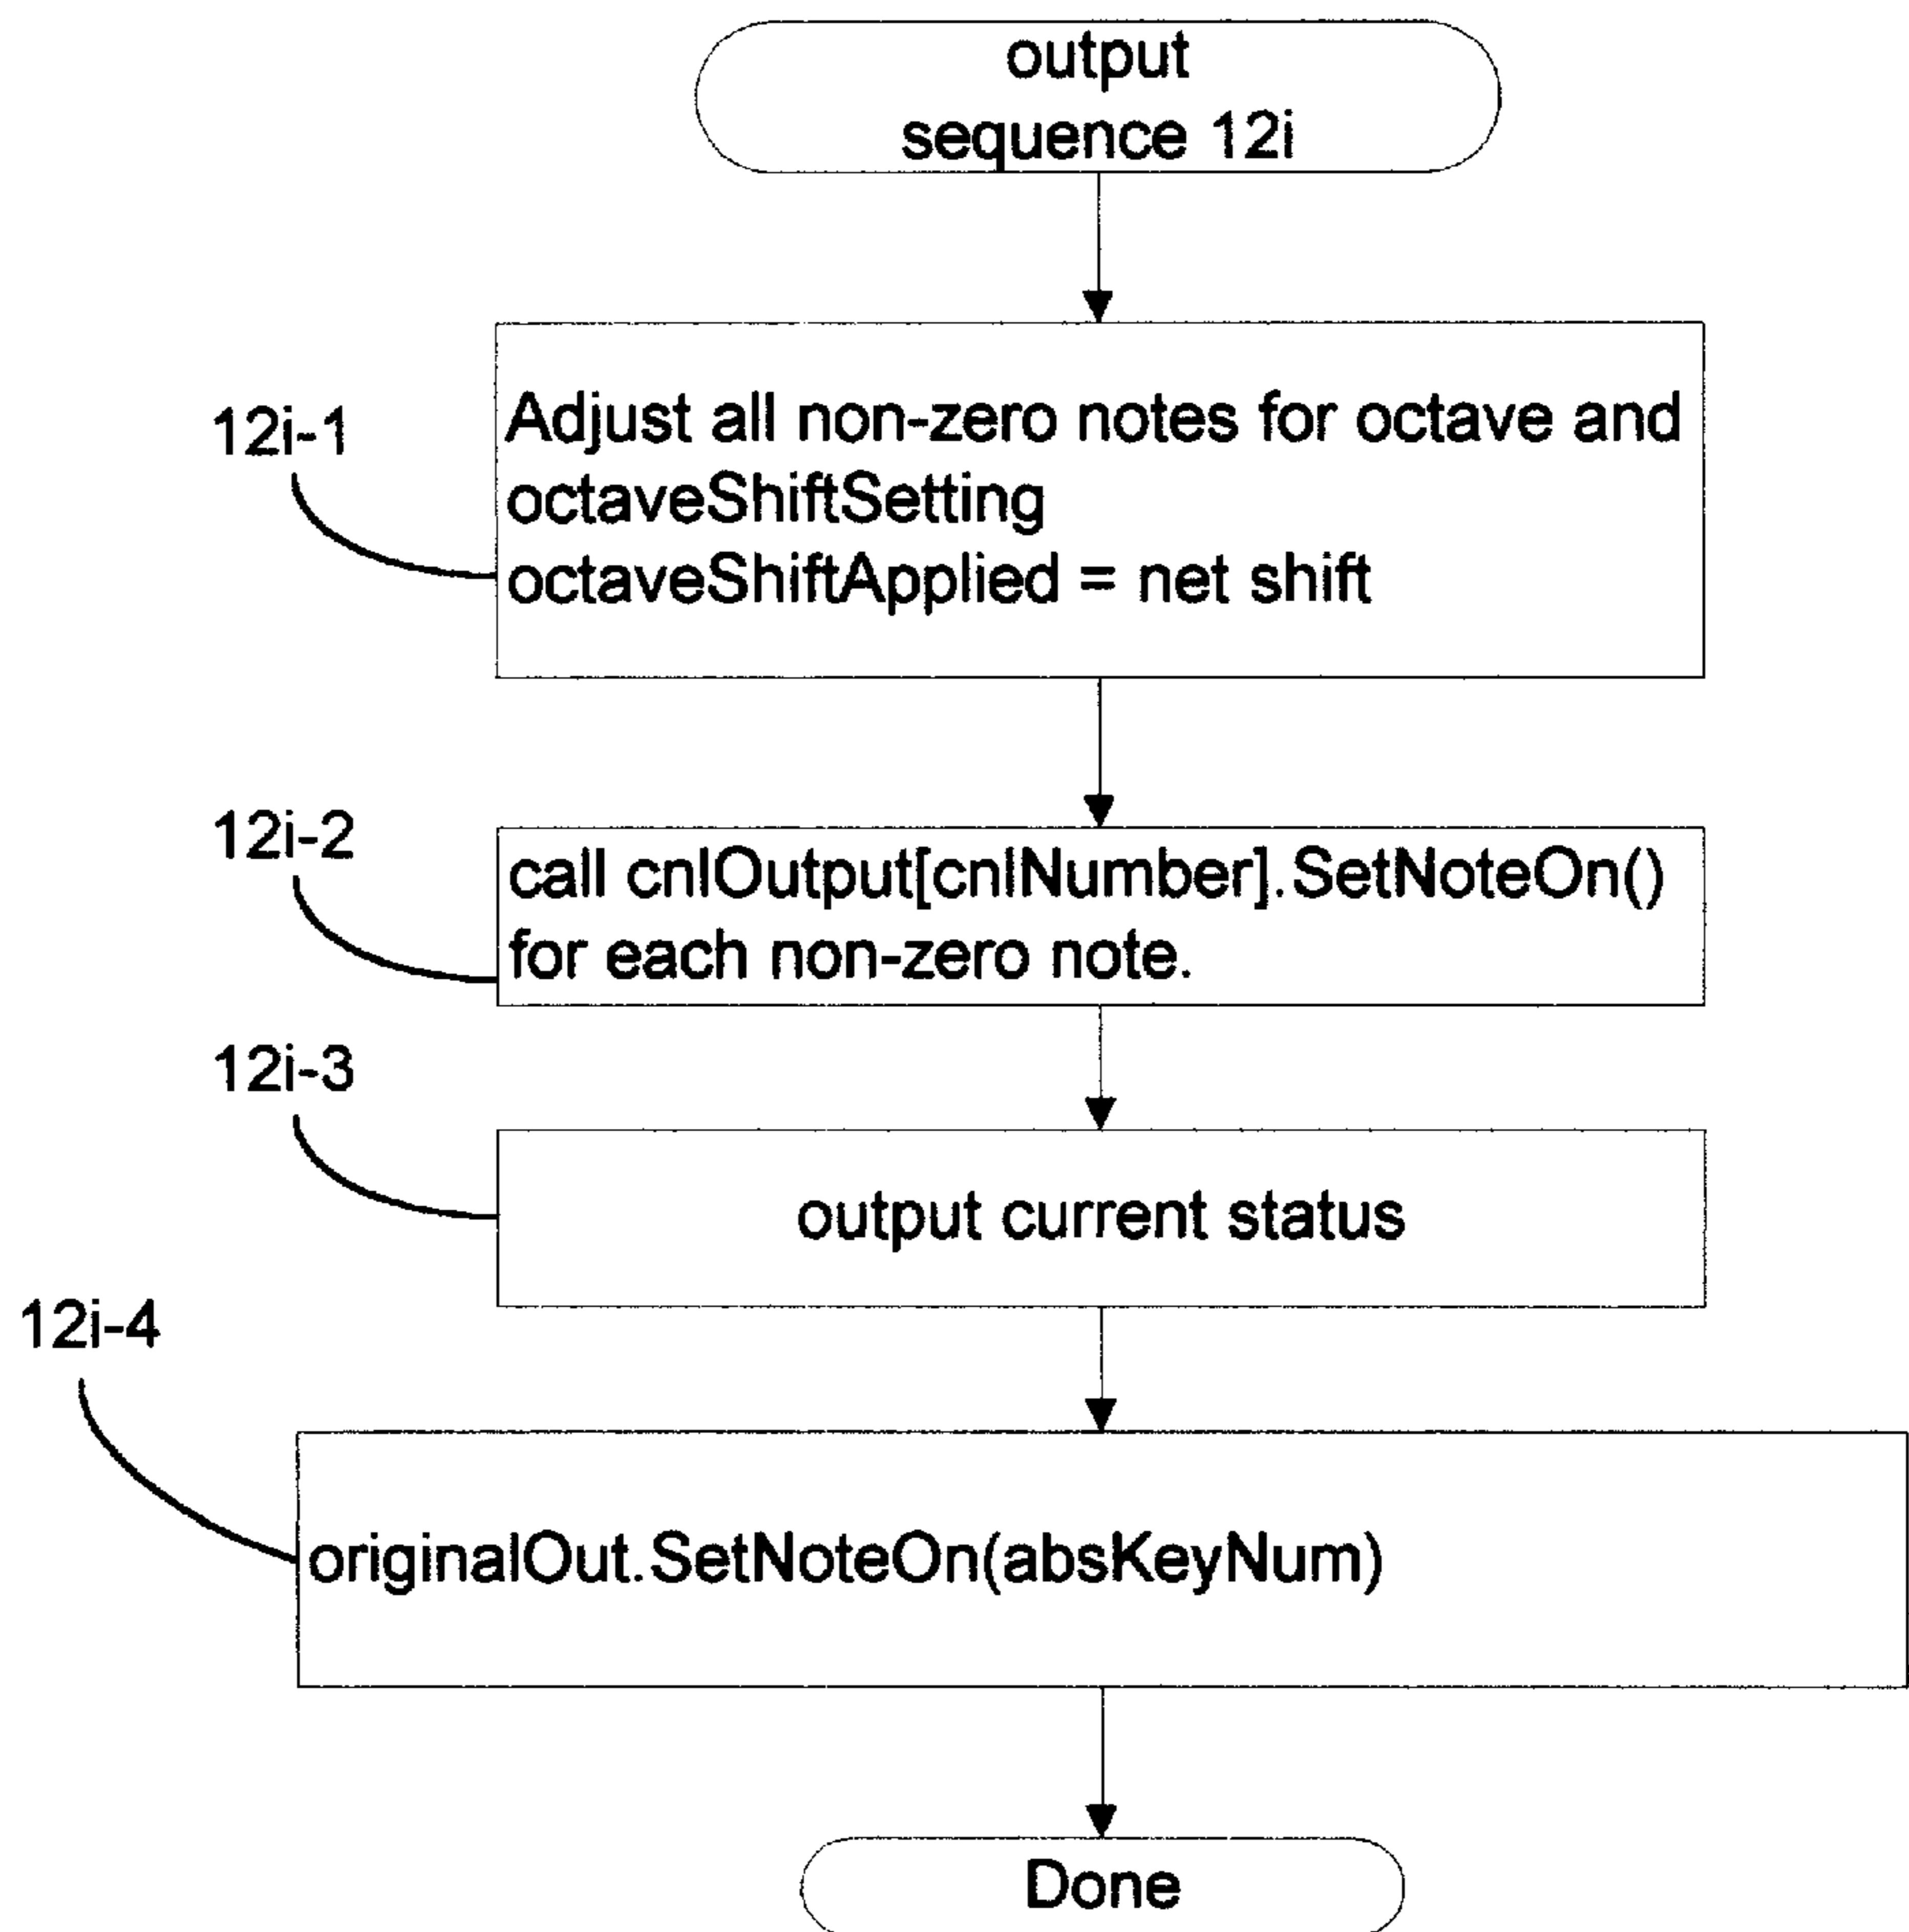 output
sequence 12i
12i-1
Adjust all non-zero notes for octave and
octaveShiftSetting
octaveShiftApplied = net shift
12i-2
call cnlOutput[cnlNumber].SetNoteOn()
for each non-zero note.
12i-3
output current status
12i-4
originalOut.SetNoteOn(absKeyNum)
Done